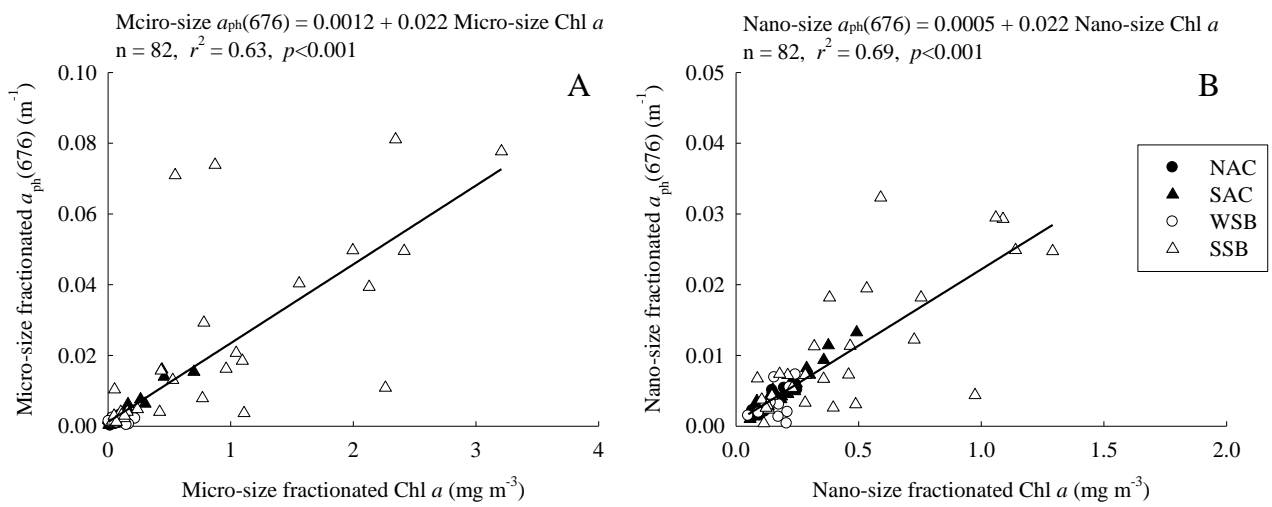 Mciro-size aph(676) = 0.0012 + 0.022 Micro-size Chl a
n = 82, r2 = 0.63, p<0.001
A
Micro-size fractionated aph(676) (m-1)
0.10
0.08
0.06
0.04
0.02
0.00
0 1 2 3 4
Micro-size fractionated Chl a (mg m-3)
Nano-size aph(676) = 0.0005 + 0.022 Nano-size Chl a
n = 82, r2 = 0.69, p<0.001
B
Nano-size fractionated aph(676) (m-1)
0.05
0.04
0.03
0.02
0.01
0.00
0.0 0.5 1.0 1.5 2.0
Nano-size fractionated Chl a (mg m-3)
NAC
SAC
WSB
SSB